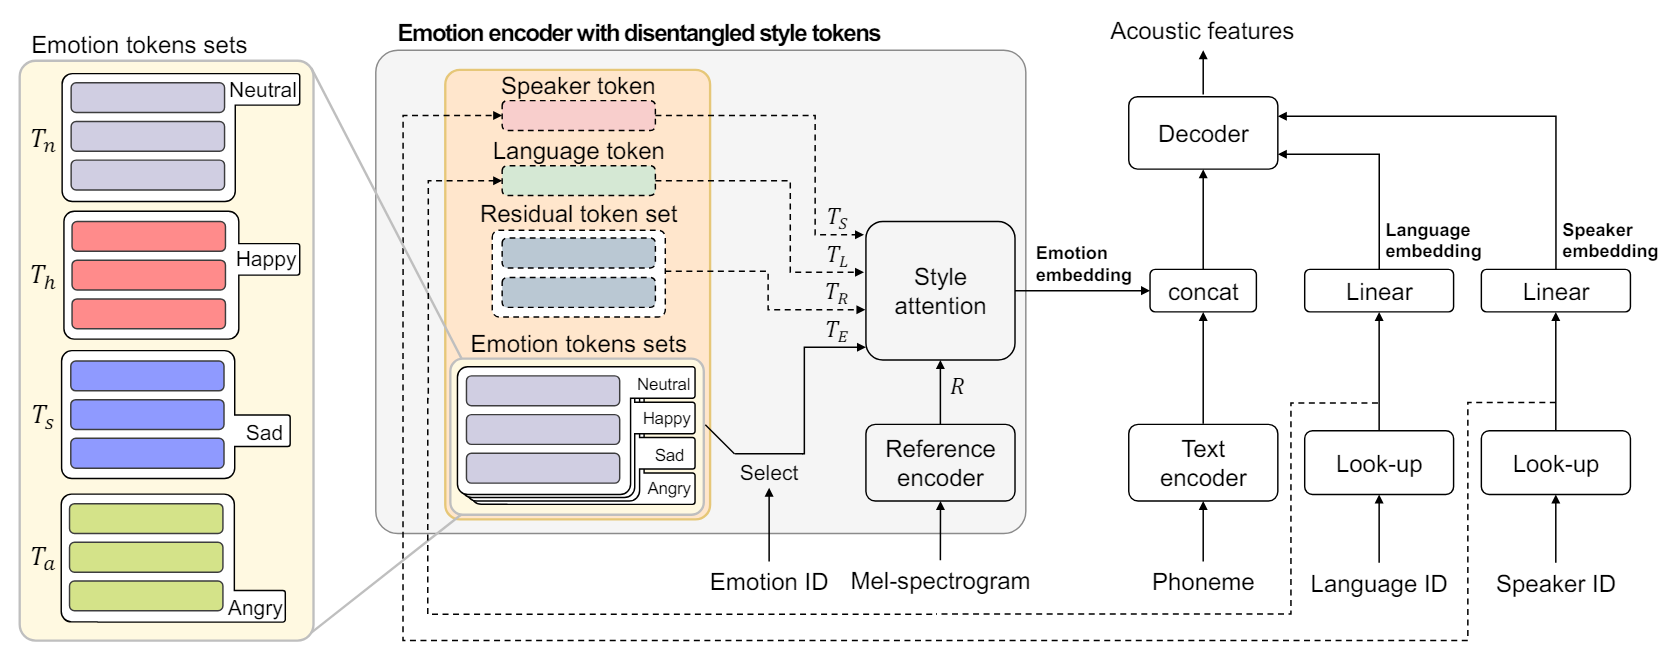 Emotion tokens sets
Neutral
T_n
Happy
T_h
Sad
T_s
Angry
T_a
Emotion encoder with disentangled style tokens
Speaker token
Language token
Residual token set
Emotion tokens sets
Neutral
Happy
Sad
Angry
T_S
T_L
T_R
T_E
Style
attention
R
Reference
encoder
Select
Emotion ID
Mel-spectrogram
Emotion
embedding
Acoustic features
Decoder
concat
Text
encoder
Phoneme
Language
embedding
Linear
Look-up
Language ID
Speaker
embedding
Linear
Look-up
Speaker ID